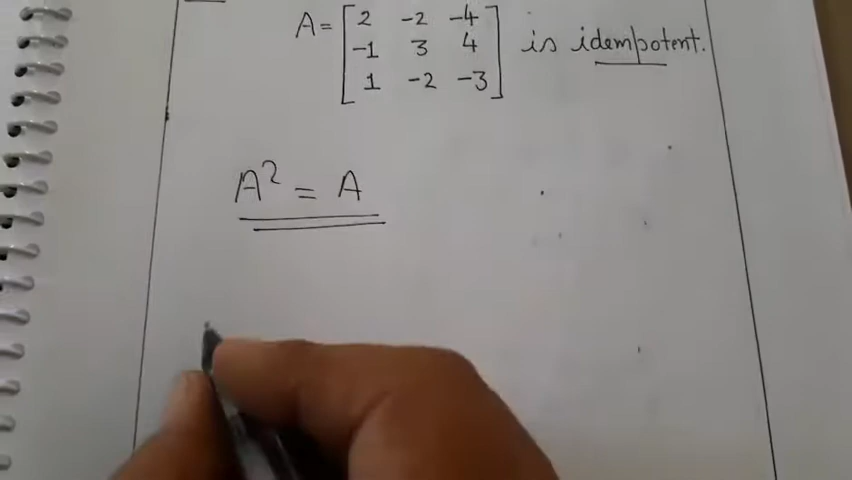 A = [ 2 -2 -4
-1 3 4 is idempotent.
1 -2 -3 ]
A² = A